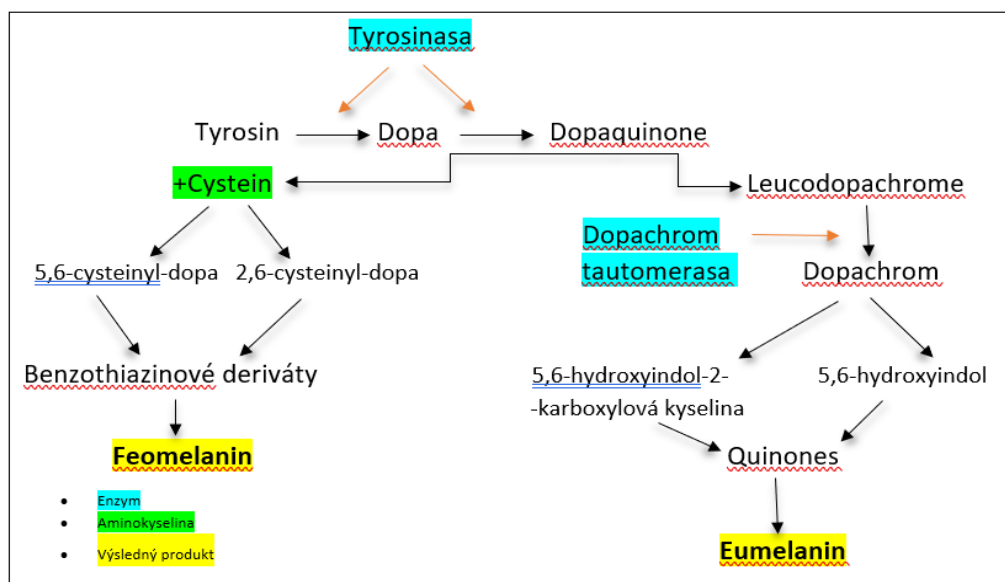 Tyrosinasa
Tyrosin
Dopa
Dopaquinone
+Cystein
Leucodopachrome
Dopachrom
tautomerasa
Dopachrom
5,6-cysteinyl-dopa
2,6-cysteinyl-dopa
Benzothiazinové deriváty
5,6-hydroxyindol-2-
-karboxylová kyselina
5,6-hydroxyindol
Feomelanin
Quinones
Eumelanin
Enzym
Aminokyselina
Výsledný produkt